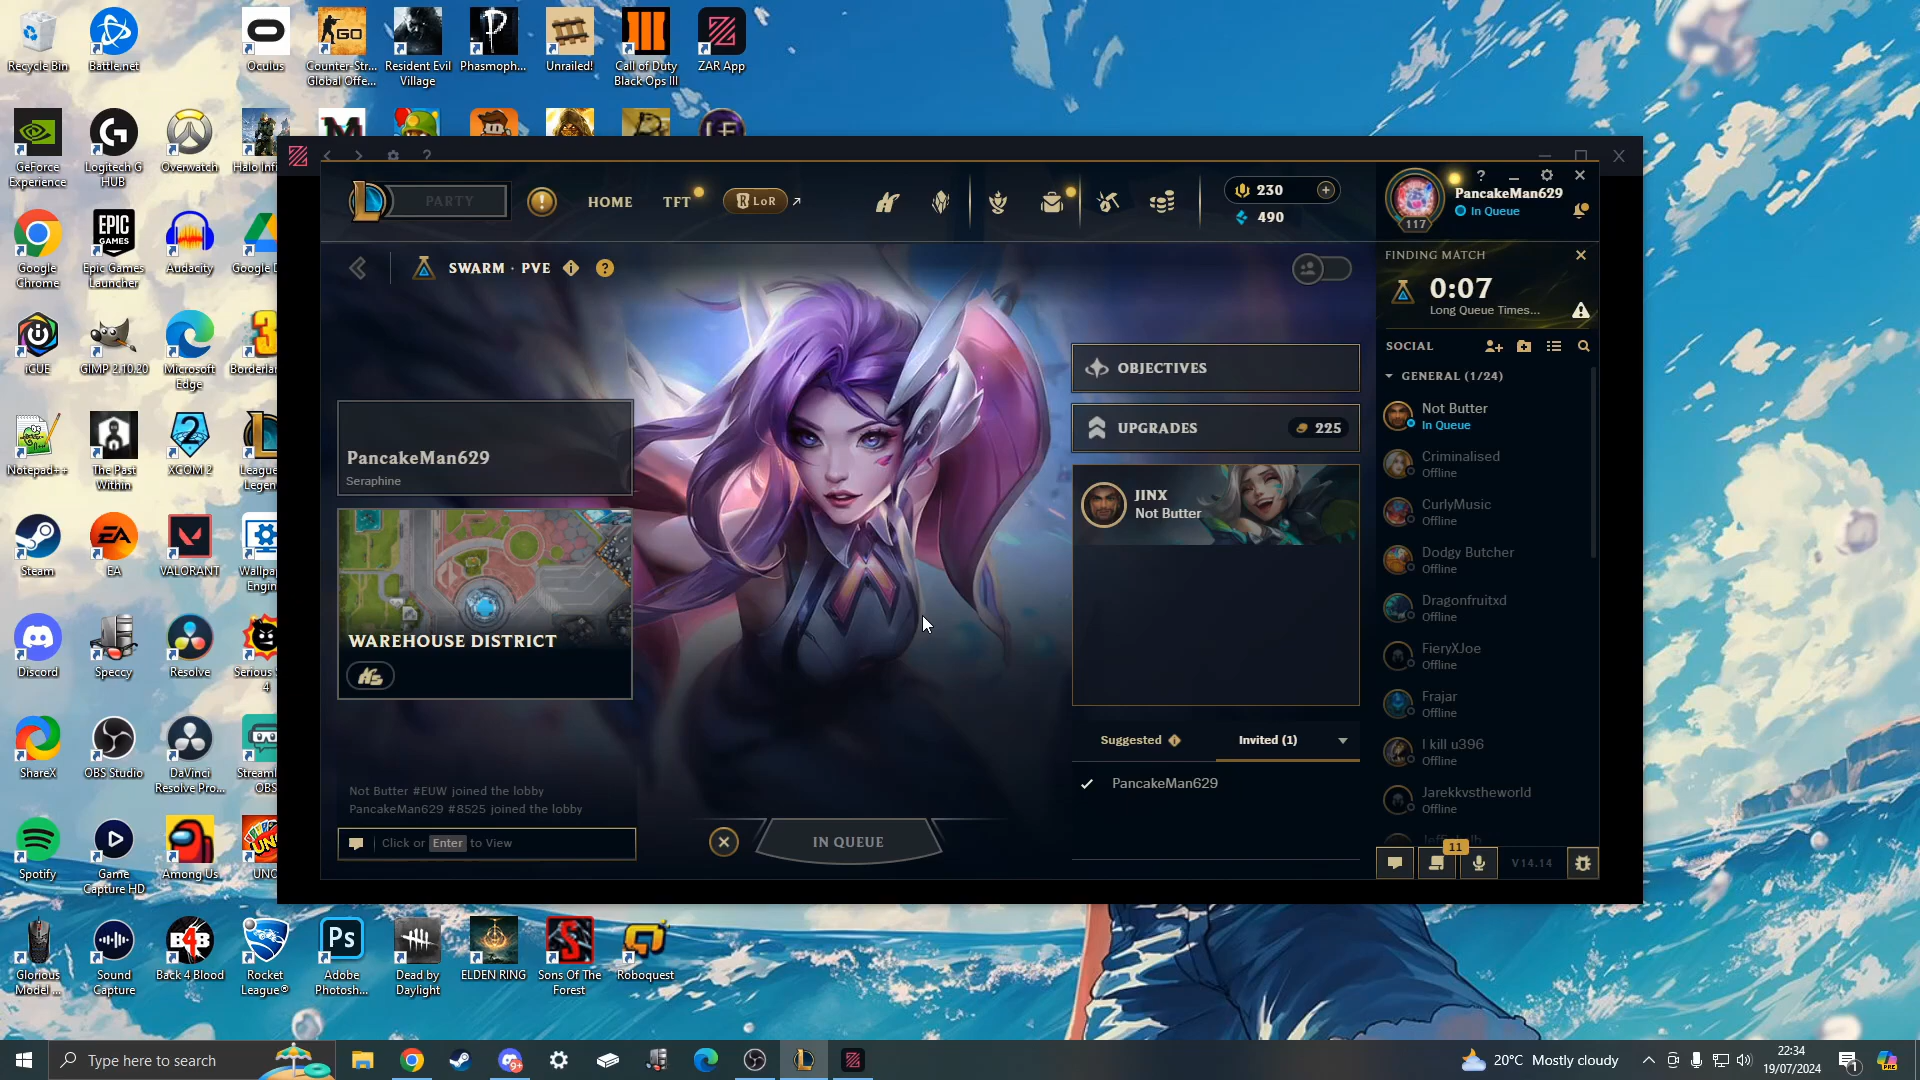 Recycle Bin
Battle.net
Oculus
Counter-Str...
Global Offe...
Resident Evil
Village
Phasmoph...
Unrailed!
Call of Duty
Black Ops III
ZAR App
GeForce
Experience
Logitech G
HUB
Overwatch
Halo Infi
Google
Chrome
Epic Games
Launcher
Audacity
Google D
iCUE
GIMP 2.10.20
Microsoft
Edge
Borderlan
Notepad++
The Past
Within
XCOM 2
League
Legen
Steam
EA
VALORANT
Wallpa
Engin
Discord
Speccy
Resolve
Serious
4
ShareX
OBS Studio
DaVinci
Resolve Pro...
Streaml
OBS
Spotify
Game
Capture HD
Among Us
UNO
Glorious
Model ...
Sound
Capture
Back 4 Blood
Rocket
League®
Adobe
Photosh...
Dead by
Daylight
ELDEN RING
Sons Of The
Forest
Roboquest
PARTY
HOME
TFT
LoR
230
490
117
PancakeMan629
In Queue
SWARM · PVE
FINDING MATCH
0:07
Long Queue Times...
SOCIAL
GENERAL (1/24)
Not Butter
In Queue
Criminalised
Offline
CurlyMusic
Offline
Dodgy Butcher
Offline
Dragonfruitxd
Offline
FieryXJoe
Offline
Frajar
Offline
I kill u396
Offline
Jarekkvstheworld
Offline
11
V14.14
PancakeMan629
Seraphine
WAREHOUSE DISTRICT
OBJECTIVES
UPGRADES
225
JINX
Not Butter
Suggested
Invited (1)
PancakeMan629
Not Butter #EUW joined the lobby
PancakeMan629 #8525 joined the lobby
Click or Enter to View
IN QUEUE
Type here to search
9+
20°C Mostly cloudy
22:34
19/07/2024
1